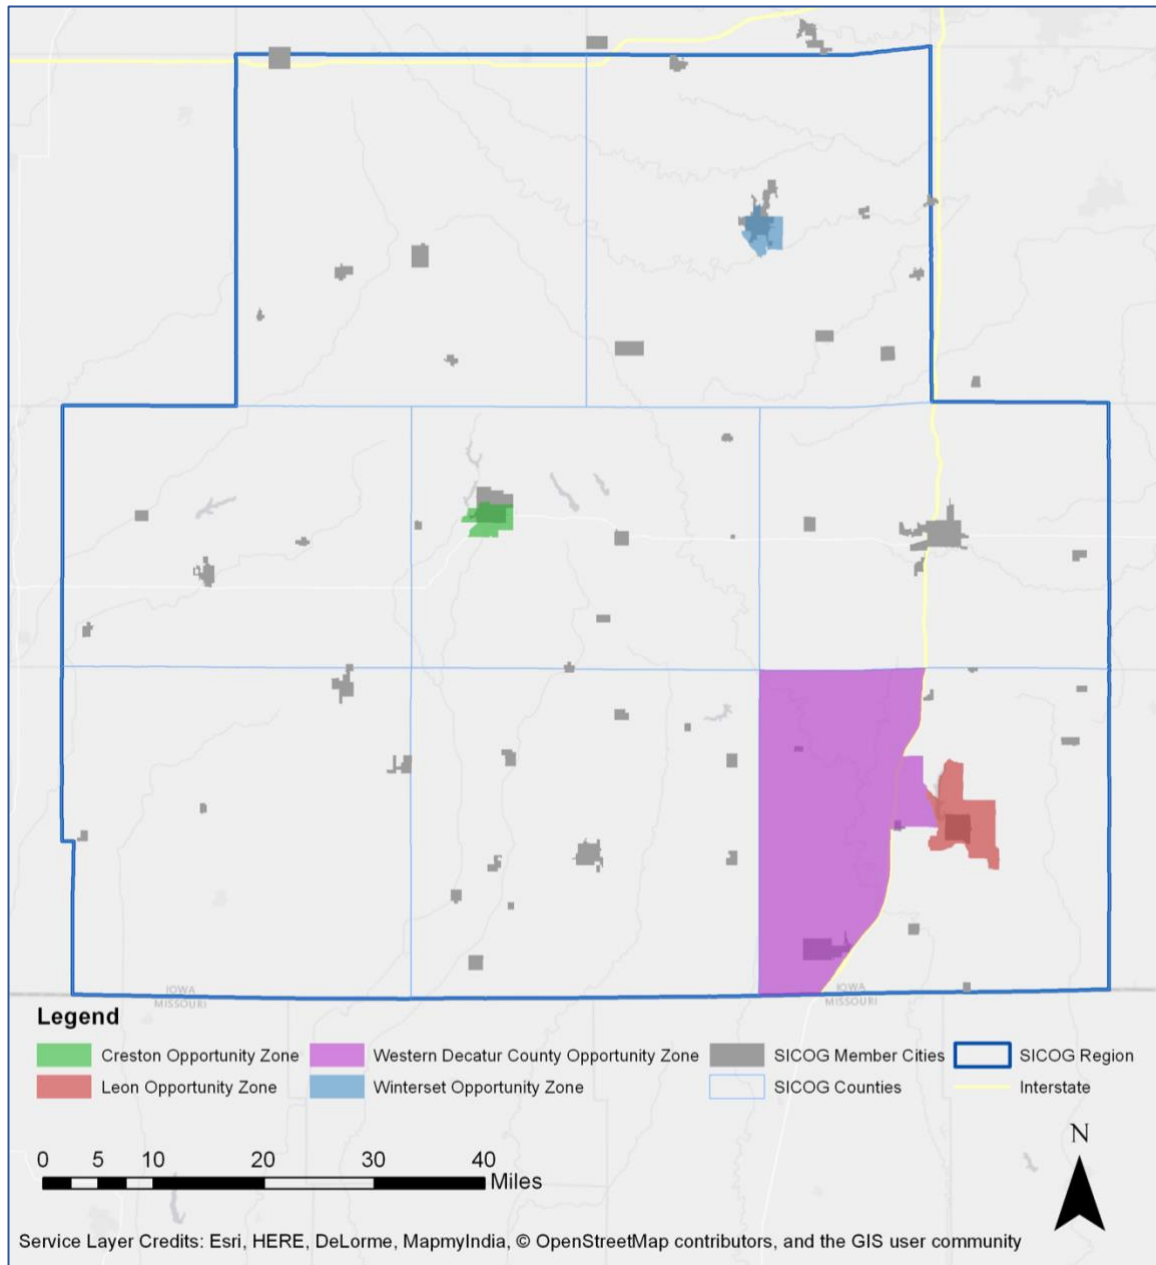 IOWA
MISSOURI
IOWA
MISSOURI
Legend
Creston Opportunity Zone
Western Decatur County Opportunity Zone
SICOG Member Cities
SICOG Region
Leon Opportunity Zone
Winterset Opportunity Zone
SICOG Counties
Interstate
N
0 5 10 20 30 40
Miles
Service Layer Credits: Esri, HERE, DeLorme, MapmyIndia, © OpenStreetMap contributors, and the GIS user community